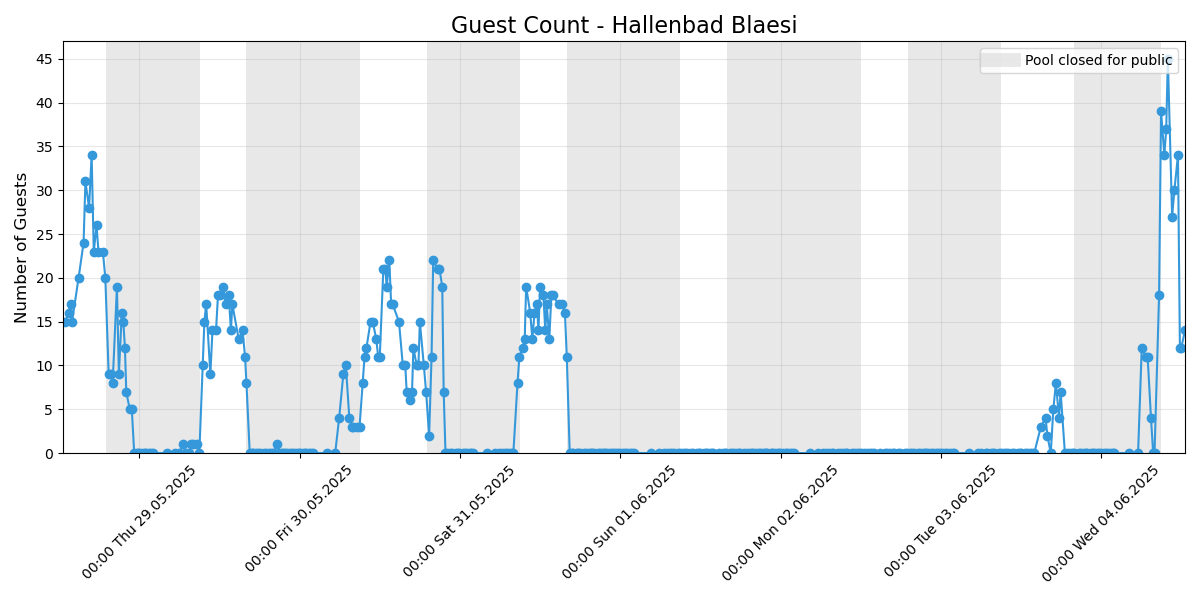 Guest Count - Hallenbad Blaesi
Pool closed for public
Number of Guests
45
40
35
30
25
20
15
10
5
0
00:00 Thu 29.05.2025
00:00 Fri 30.05.2025
00:00 Sat 31.05.2025
00:00 Sun 01.06.2025
00:00 Mon 02.06.2025
00:00 Tue 03.06.2025
00:00 Wed 04.06.2025